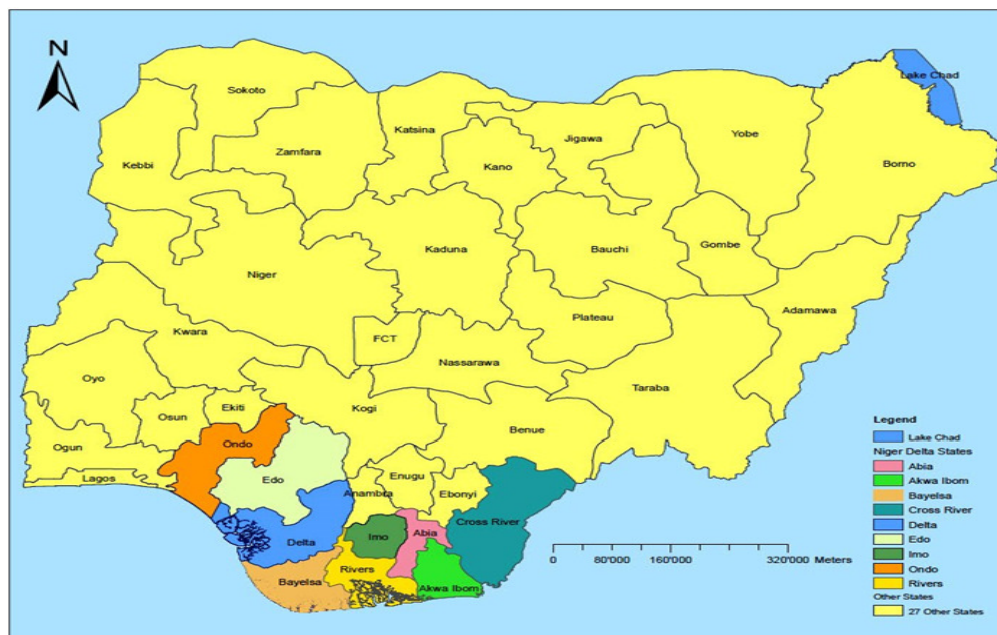 N
Lake Chad
Sokoto
Katsina
Jigawa
Yobe
Zamfara
Kano
Kebbi
Borno
Kaduna
Bauchi
Gombe
Niger
Adamawa
Plateau
Kwara
FCT
Nassarawa
Oyo
Taraba
Ekiti
Kogi
Osun
Benue
Ogun
Ondo
Edo
Enugu
Lagos
Anambra
Ebonyi
Cross River
Delta
Imo
Abia
Rivers
Bayelsa
Akwa Ibom
0 80'000 160'000 320'000 Meters
Legend
Lake Chad
Niger Delta States
Abia
Akwa Ibom
Bayelsa
Cross River
Delta
Edo
Imo
Ondo
Rivers
Other States
27 Other States